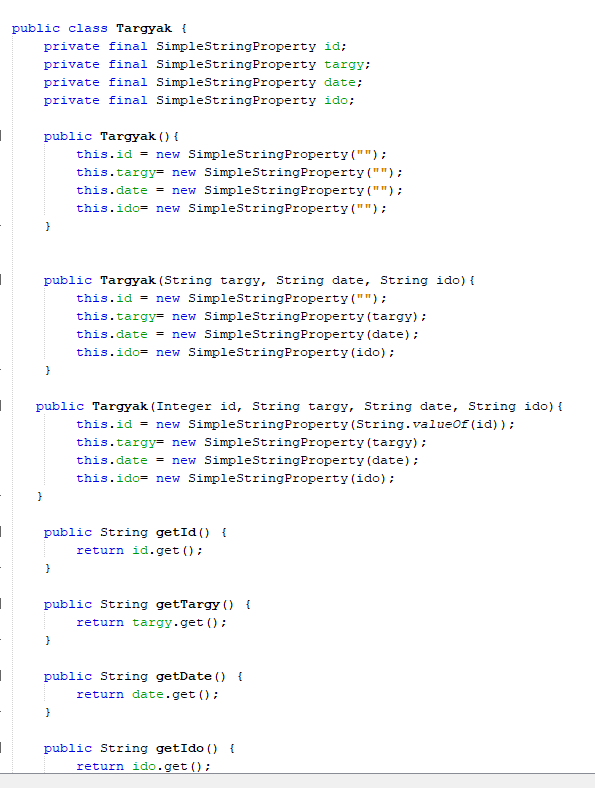 public class Targyak {
private final SimpleStringProperty id;
private final SimpleStringProperty targy;
private final SimpleStringProperty date;
private final SimpleStringProperty ido;
public Targyak(){
this.id = new SimpleStringProperty("");
this.targy= new SimpleStringProperty("");
this.date = new SimpleStringProperty("");
this.ido= new SimpleStringProperty("");
}
public Targyak(String targy, String date, String ido){
this.id = new SimpleStringProperty("");
this.targy= new SimpleStringProperty(targy);
this.date = new SimpleStringProperty(date);
this.ido= new SimpleStringProperty(ido);
}
public Targyak(Integer id, String targy, String date, String ido){
this.id = new SimpleStringProperty(String.valueOf(id));
this.targy= new SimpleStringProperty(targy);
this.date = new SimpleStringProperty(date);
this.ido= new SimpleStringProperty(ido);
}
public String getId() {
return id.get();
}
public String getTargy() {
return targy.get();
}
public String getDate() {
return date.get();
}
public String getIdo() {
return ido.get();